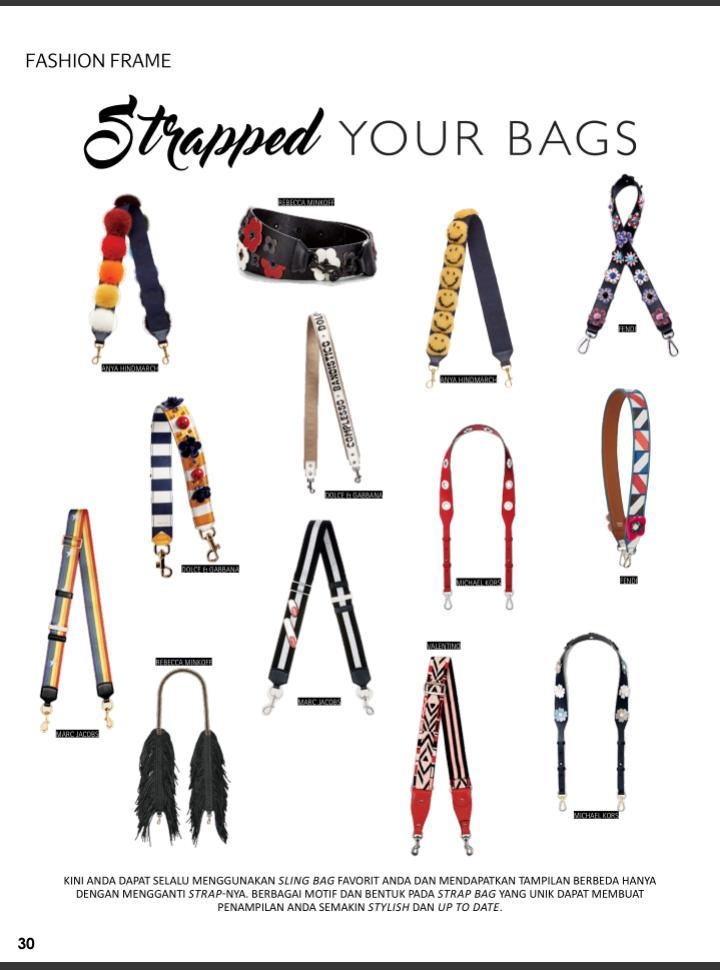 FASHION FRAME
Strapped YOUR BAGS
REBECCA MINKOFF
FENDI
ANYA HINDMARCH
ANYA HINDMARCH
COMPLESSO BANDISTICO · DOL
DOLCE & GABBANA
DOLCE & GABBANA
MICHAEL KORS
FENDI
VALENTINO
REBECCA MINKOFF
MARC JACOBS
MARC JACOBS
MICHAEL KORS
KINI ANDA DAPAT SELALU MENGGUNAKAN SLING BAG FAVORIT ANDA DAN MENDAPATKAN TAMPILAN BERBEDA HANYA
DENGAN MENGGANTI STRAP-NYA. BERBAGAI MOTIF DAN BENTUK PADA STRAP BAG YANG UNIK DAPAT MEMBUAT
PENAMPILAN ANDA SEMAKIN STYLISH DAN UP TO DATE.
30